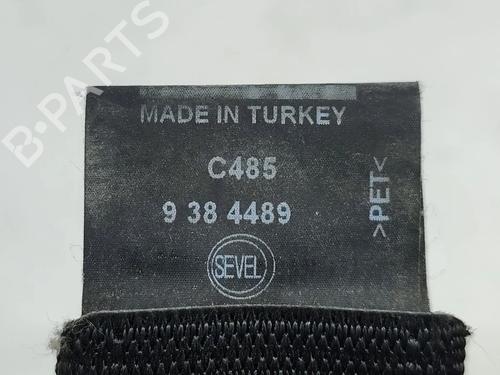 B-PARTS
MADE IN TURKEY
C485
9 38 4489
>PET<
SEVEL